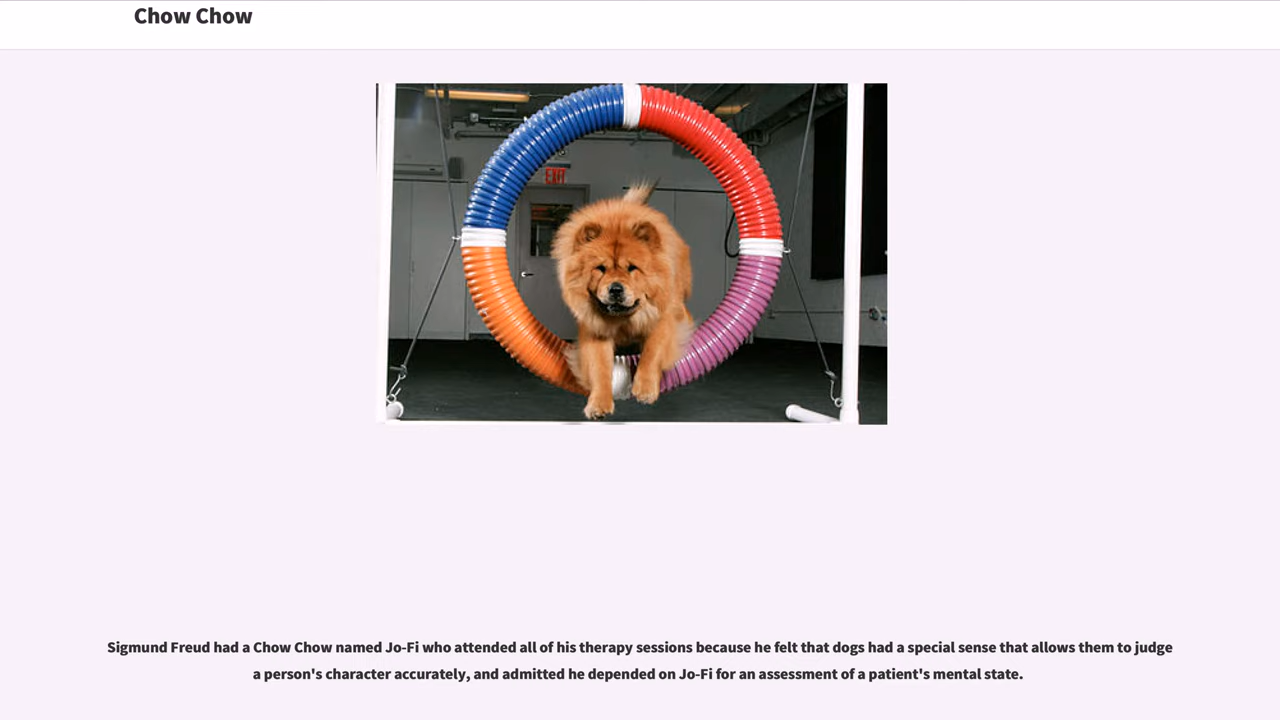 Chow Chow
EXIT
Sigmund Freud had a Chow Chow named Jo-Fi who attended all of his therapy sessions because he felt that dogs had a special sense that allows them to judge
a person's character accurately, and admitted he depended on Jo-Fi for an assessment of a patient's mental state.